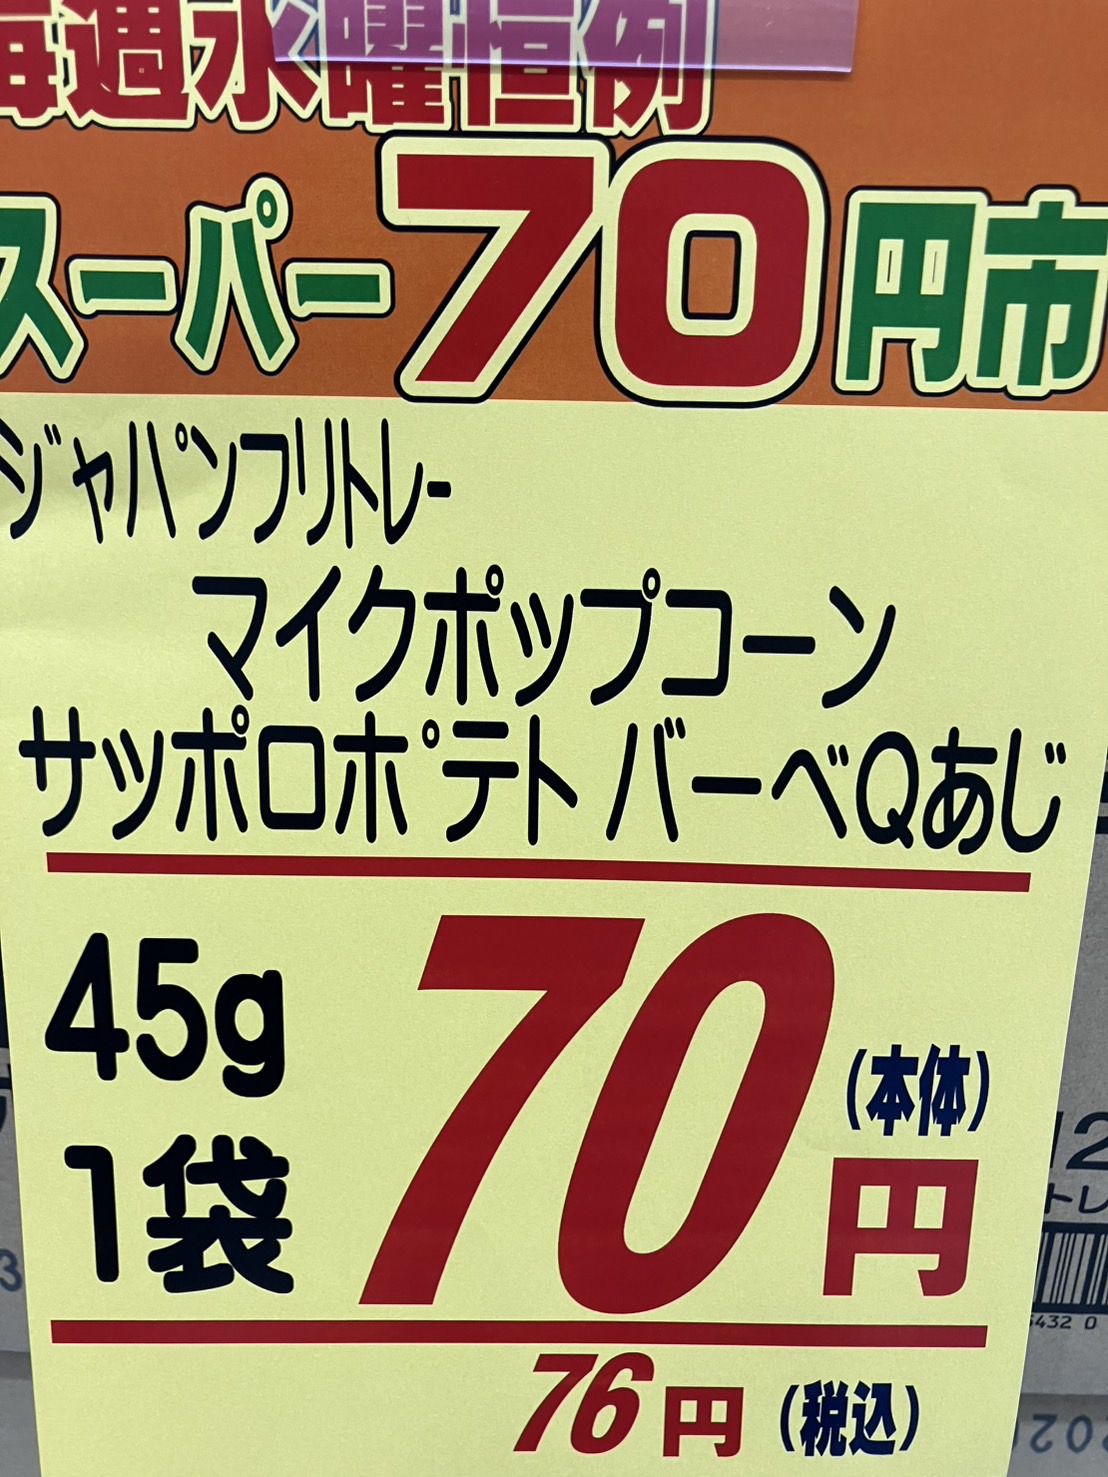 毎週水曜恒例
スーパー70円市
ジャパンフリトレー
マイクポップコーン
サッポロポテトバーベQあじ
45g
1袋
70円
(本体)
76円(税込)